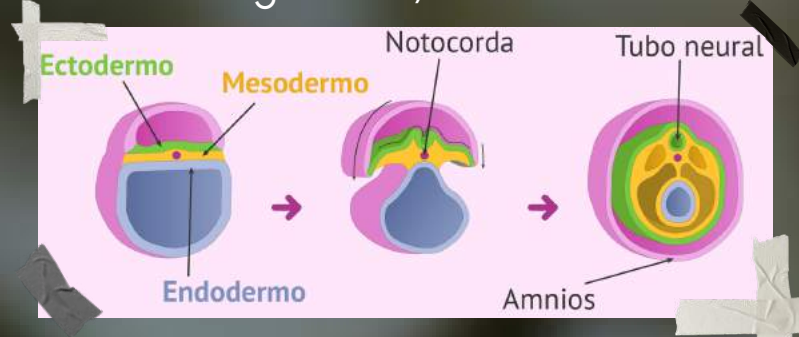 Ectodermo
Mesodermo
Notocorda
Tubo neural
Endodermo
Amnios